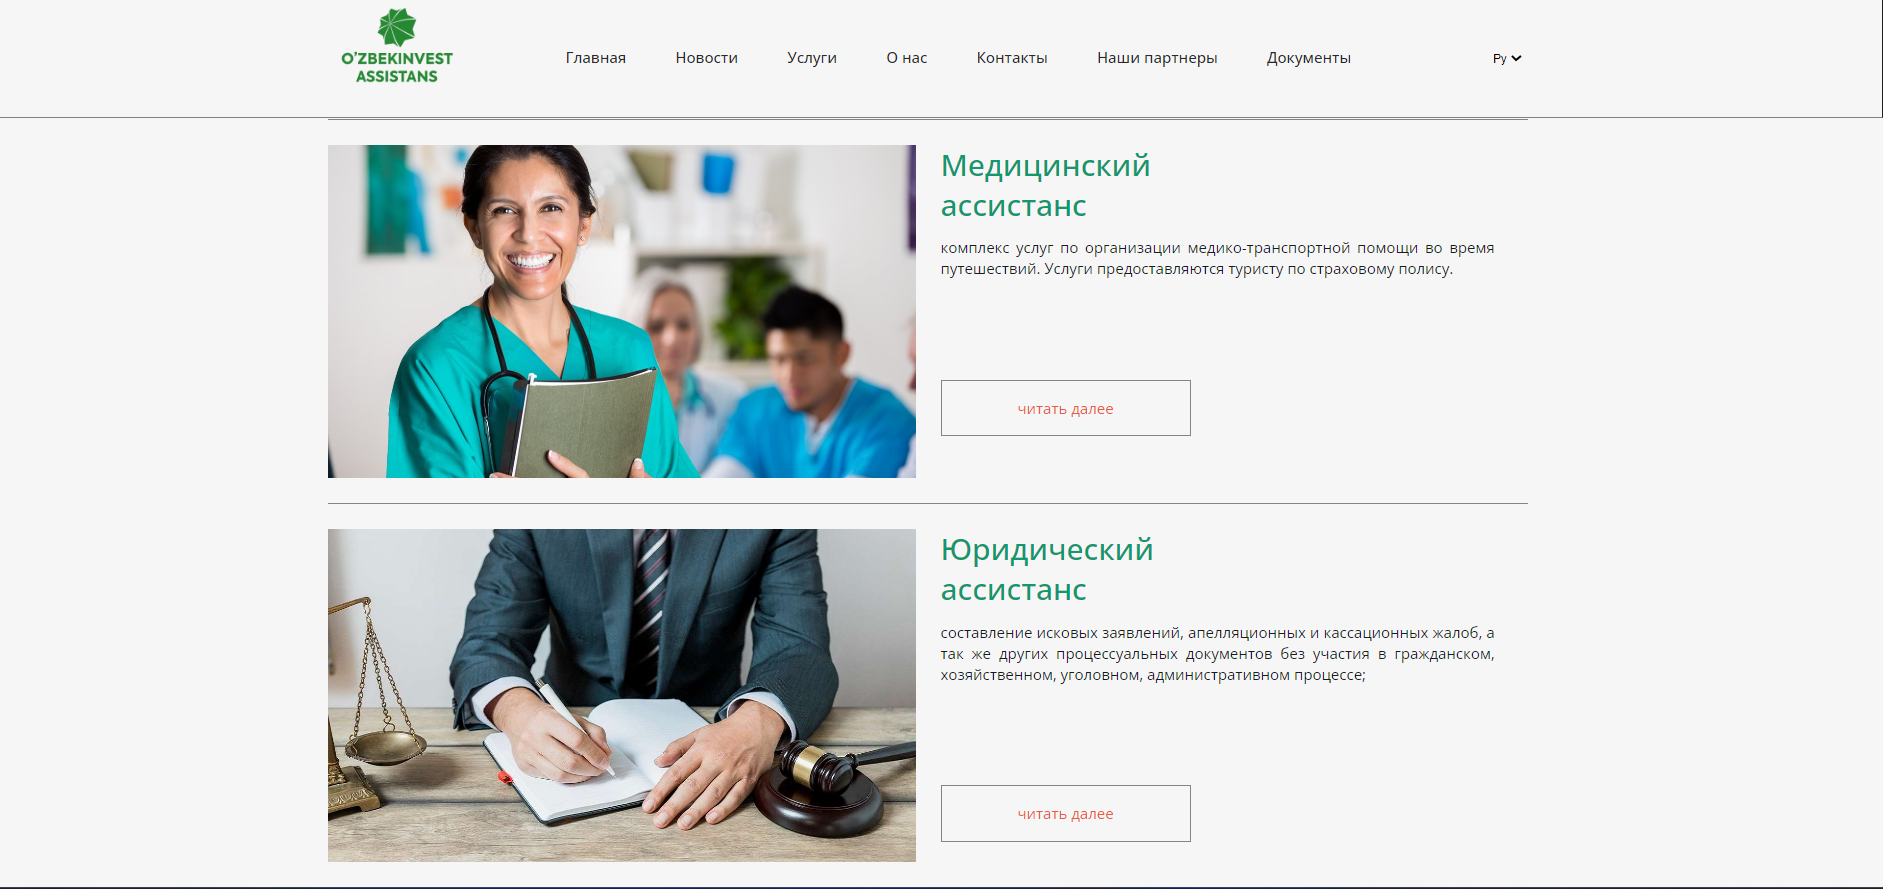 O'ZBEKINVEST
ASSISTANS
Главная Новости Услуги О нас Контакты Наши партнеры Документы Ру
Медицинский
ассистанс
комплекс услуг по организации медико-транспортной помощи во время
путешествий. Услуги предоставляются туристу по страховому полису.
читать далее
Юридический
ассистанс
составление исковых заявлений, апелляционных и кассационных жалоб, а
так же других процессуальных документов без участия в гражданском,
хозяйственном, уголовном, административном процессе;
читать далее